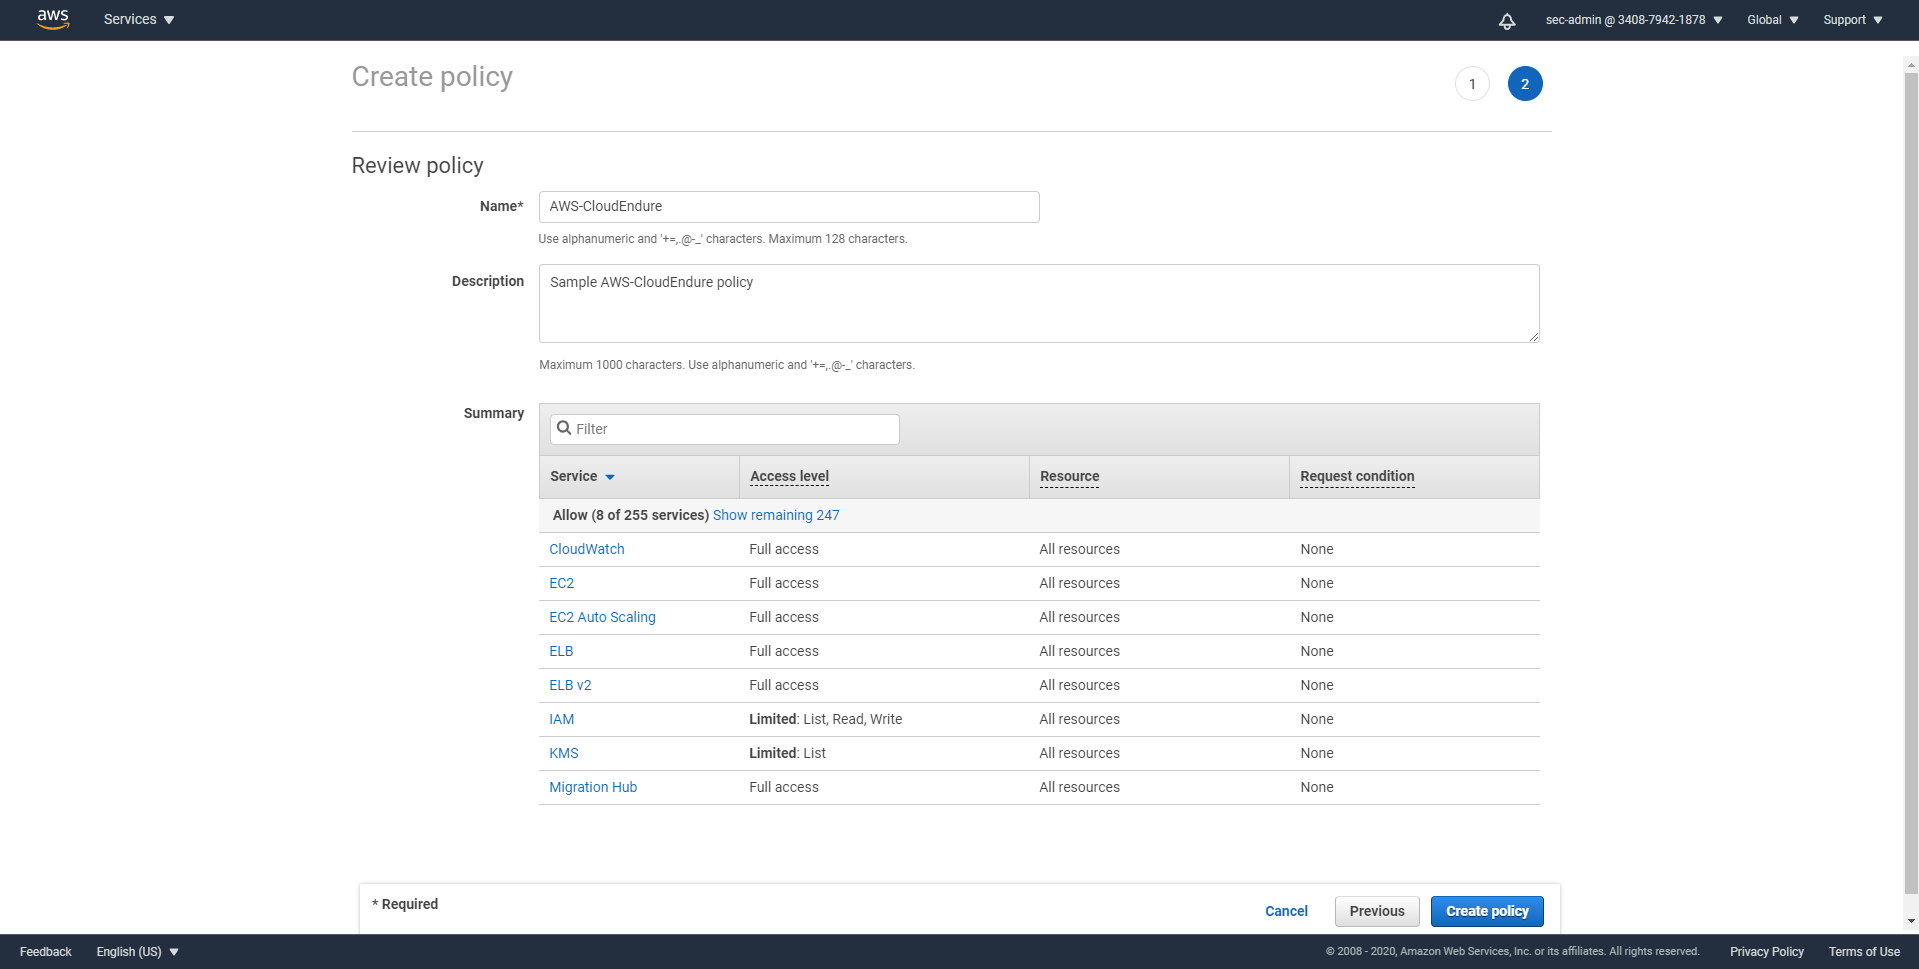 aws Services sec-admin @ 3408-7942-1878 Global Support
Create policy 1 2
Review policy
Name* AWS-CloudEndure
Use alphanumeric and '+=,.@-_' characters. Maximum 128 characters.
Description Sample AWS-CloudEndure policy
Maximum 1000 characters. Use alphanumeric and '+=,.@-_' characters.
Summary Filter
Service Access level Resource Request condition
Allow (8 of 255 services) Show remaining 247
CloudWatch Full access All resources None
EC2 Full access All resources None
EC2 Auto Scaling Full access All resources None
ELB Full access All resources None
ELB v2 Full access All resources None
IAM Limited: List, Read, Write All resources None
KMS Limited: List All resources None
Migration Hub Full access All resources None
* Required Cancel Previous Create policy
Feedback English (US) © 2008 - 2020, Amazon Web Services, Inc. or its affiliates. All rights reserved. Privacy Policy Terms of Use